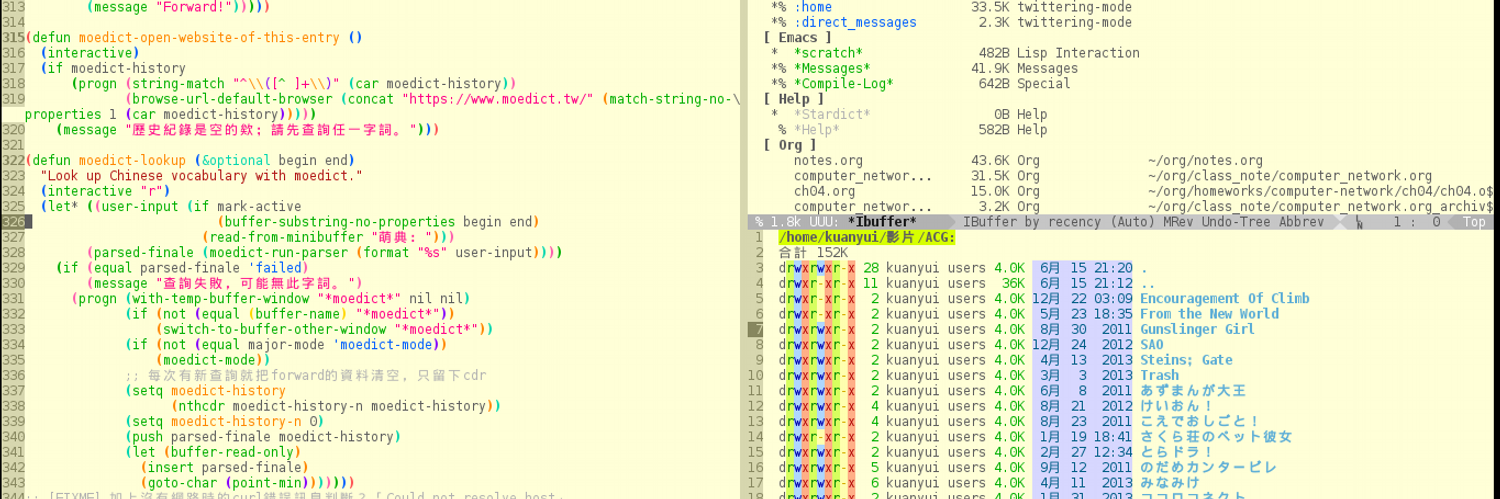 313         (message "Forward!")))))
314
315(defun moedict-open-website-of-this-entry ()
316  (interactive)
317  (if moedict-history
318      (progn (string-match "^\\([^ ]+\\)" (car moedict-history))
319             (browse-url-default-browser (concat "https://www.moedict.tw/" (match-string-no-\
properties 1 (car moedict-history)))))
320    (message "歷史紀錄是空的欸；請先查詢任一字詞。")))
321
322(defun moedict-lookup (&optional begin end)
323  "Look up Chinese vocabulary with moedict."
324  (interactive "r")
325  (let* ((user-input (if mark-active
326                         (buffer-substring-no-properties begin end)
327                       (read-from-minibuffer "萌典: ")))
328        (parsed-finale (moedict-run-parser (format "%s" user-input))))
329    (if (equal parsed-finale 'failed)
330        (message "查詢失敗，可能無此字詞。")
331      (progn (with-temp-buffer-window "*moedict*" nil nil)
332             (if (not (equal (buffer-name) "*moedict*"))
333                 (switch-to-buffer-other-window "*moedict*"))
334             (if (not (equal major-mode 'moedict-mode))
335                 (moedict-mode))
336             ;; 每次有新查詢就把forward的資料清空，只留下cdr
337             (setq moedict-history
338                   (nthcdr moedict-history-n moedict-history))
339             (setq moedict-history-n 0)
340             (push parsed-finale moedict-history)
341             (let (buffer-read-only)
342               (insert parsed-finale)
343               (goto-char (point-min)))))))
344;; [FIXME] 加上沒有網路時的curl錯誤訊息判斷？「Could not resolve host
*% :home 33.5K twittering-mode
*% :direct_messages 2.3K twittering-mode
[ Emacs ]
* *scratch* 482B Lisp Interaction
*% *Messages* 41.9K Messages
*% *Compile-Log* 642B Special
[ Help ]
* *Stardict* 0B Help
% *Help* 582B Help
[ Org ]
notes.org 43.6K Org ~/org/notes.org
computer_networ... 31.5K Org ~/org/class_note/computer_network.org
ch04.org 15.0K Org ~/org/homeworks/computer-network/ch04/ch04.o$
computer_networ... 3.2K Org ~/org/class_note/computer_network.org_archiv$
% 1.8k UUU: *Ibuffer* IBuffer by recency (Auto) MRev Undo-Tree Abbrev 1 : 0 Top
1 /home/kuanyui/影片/ACG:
2 合計 152K
3 drwxrwxr-x 28 kuanyui users 4.0K 6月 15 21:20 .
4 drwxr-xr-x 11 kuanyui users 36K 6月 15 21:12 ..
5 drwxrwxr-x 2 kuanyui users 4.0K 12月 22 03:09 Encouragement Of Climb
6 drwxr-xr-x 2 kuanyui users 4.0K 5月 23 18:35 From the New World
7 drwxrwxr-x 2 kuanyui users 4.0K 8月 30 2011 Gunslinger Girl
8 drwxrwxr-x 2 kuanyui users 4.0K 12月 24 2012 SAO
9 drwxrwxr-x 2 kuanyui users 4.0K 4月 13 2013 Steins; Gate
10 drwxrwxr-x 2 kuanyui users 4.0K 3月 3 2013 Trash
11 drwxrwxr-x 2 kuanyui users 4.0K 6月 8 2011 あずまんが大王
12 drwxrwxr-x 4 kuanyui users 4.0K 8月 21 2012 けいおん！
13 drwxrwxr-x 4 kuanyui users 4.0K 8月 23 2011 こえでおしごと！
14 drwxr-xr-x 2 kuanyui users 4.0K 1月 19 18:41 さくら荘のペット彼女
15 drwxrwxr-x 2 kuanyui users 4.0K 2月 27 12:34 とらドラ！
16 drwxrwxr-x 5 kuanyui users 4.0K 9月 12 2011 のだめカンタービレ
17 drwxrwxr-x 6 kuanyui users 4.0K 4月 11 2013 みなみけ
18 drwxrwxr-x 2 kuanyui users 4.0K 1月 31 2013 ココロコネクト